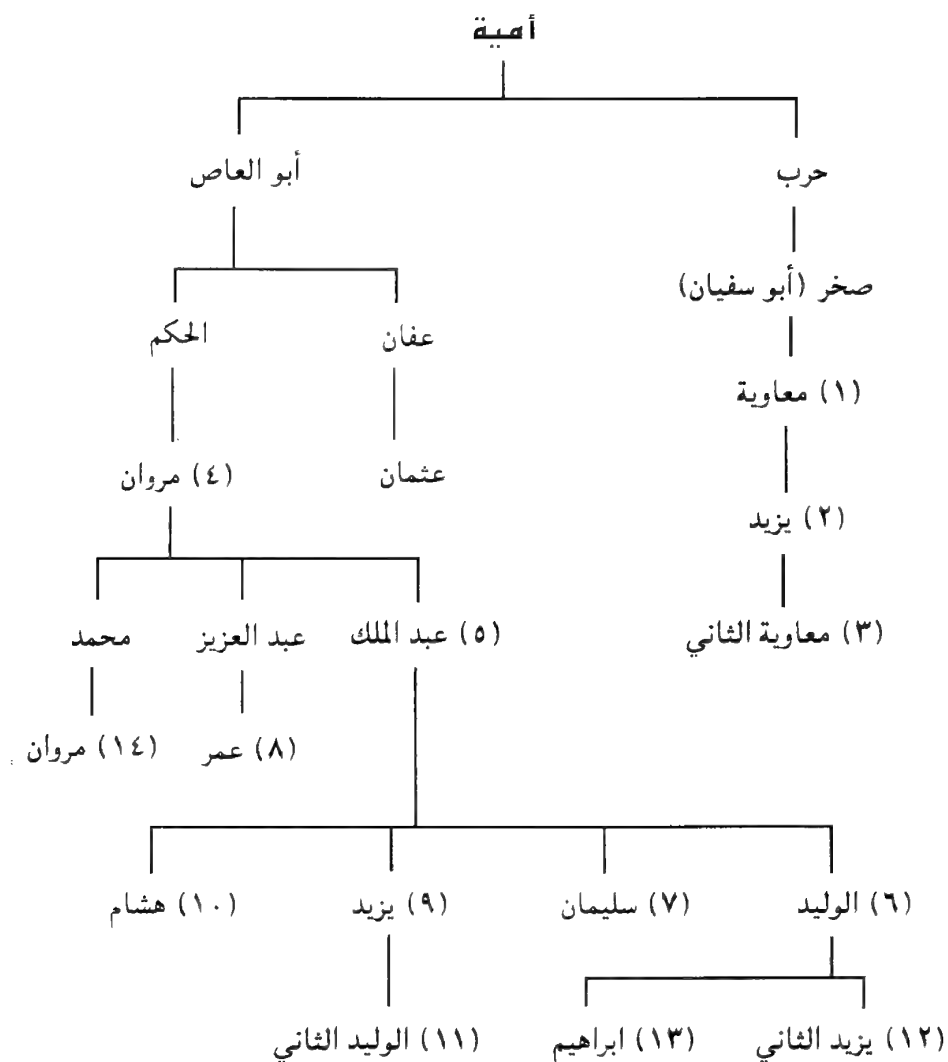 أمية
حرب
أبو العاص
صخر (أبو سفيان)
عفان
الحكم
(١) معاوية
عثمان
(٤) مروان
(٢) يزيد
(٣) معاوية الثاني
(٥) عبد الملك
عبد العزيز
محمد
(٨) عمر
(١٤) مروان
(٦) الوليد
(٧) سليمان
(٩) يزيد
(١٠) هشام
(١٢) يزيد الثاني
(١٣) ابراهيم
(١١) الوليد الثاني